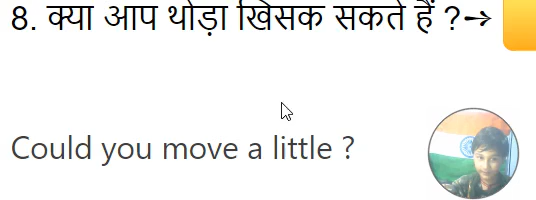 8. क्या आप थोड़ा खिसक सकते हैं ?→
Could you move a little ?